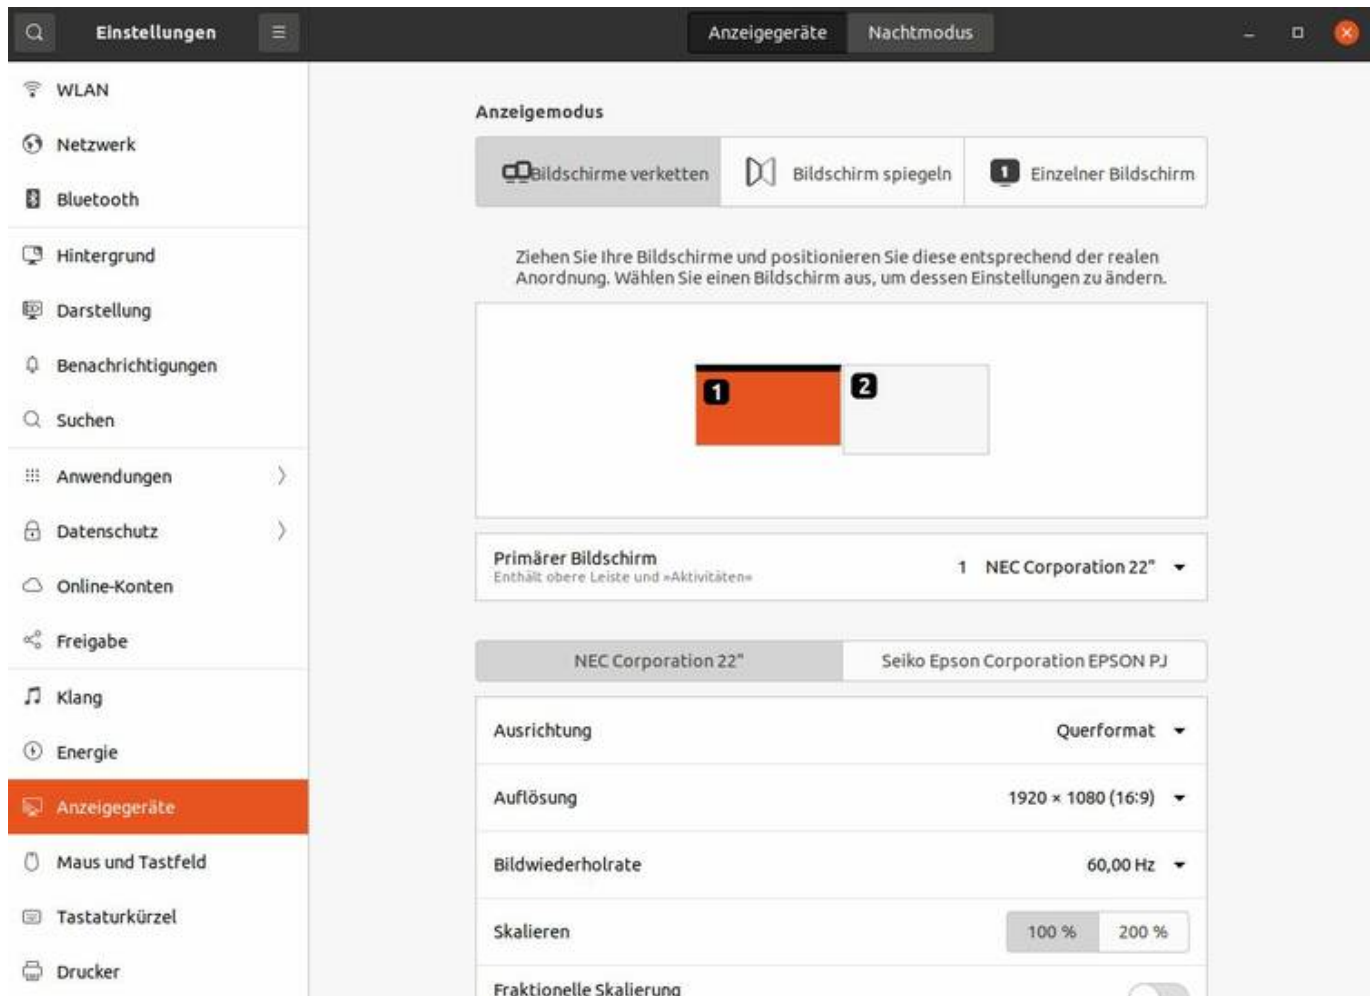 Einstellungen
Anzeigegeräte
Nachtmodus
WLAN
Netzwerk
Bluetooth
Hintergrund
Darstellung
Benachrichtigungen
Suchen
Anwendungen
Datenschutz
Online-Konten
Freigabe
Klang
Energie
Anzeigegeräte
Maus und Tastfeld
Tastaturkürzel
Drucker
Anzeigemodus
Bildschirme verketten
Bildschirm spiegeln
1 Einzelner Bildschirm
Ziehen Sie Ihre Bildschirme und positionieren Sie diese entsprechend der realen
Anordnung. Wählen Sie einen Bildschirm aus, um dessen Einstellungen zu ändern.
1
2
Primärer Bildschirm
Enthält obere Leiste und »Aktivitäten«
1 NEC Corporation 22"
NEC Corporation 22"
Seiko Epson Corporation EPSON PJ
Ausrichtung
Querformat
Auflösung
1920 × 1080 (16:9)
Bildwiederholrate
60,00 Hz
Skalieren
100 %
200 %
Fraktionelle Skalierung